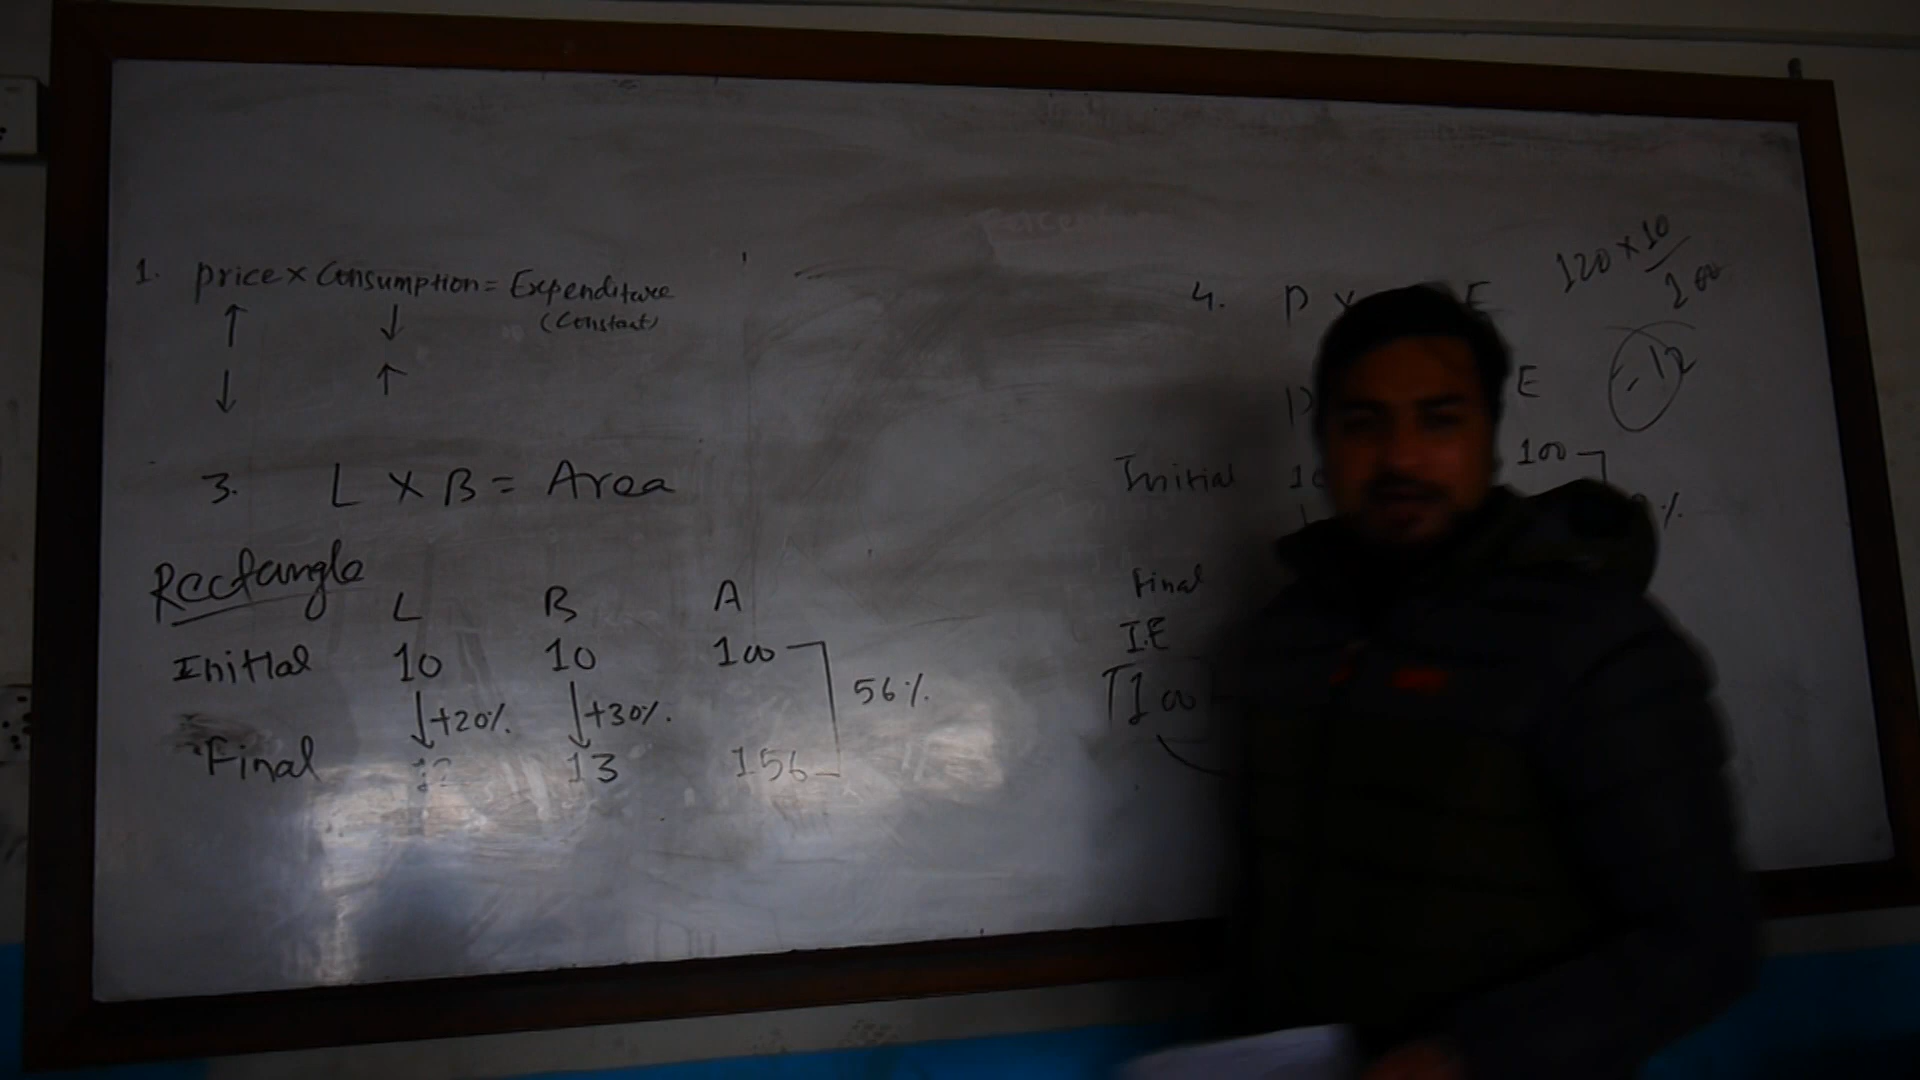 1. Price × Consumption = Expenditure
(Constant)
↑ ↓
↓ ↑
3. L × B = Area
Rectangle
L B A
Initial 10 10 100
↓+20% ↓+30% 56%
Final 13 156
4. P × E
120 × 10
P E
12
Initial 100
%
Final
I.E
100